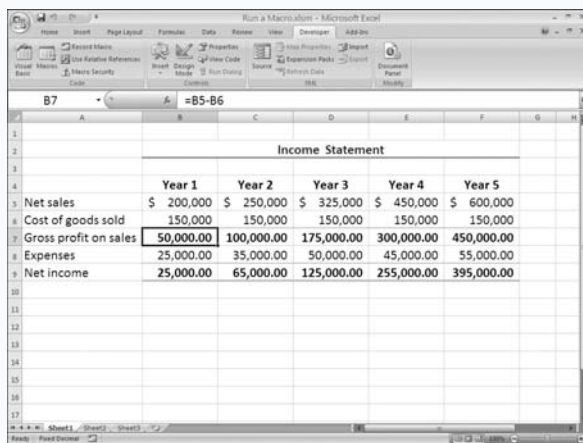 Run a Macro.xlsm - Microsoft Excel
Home Insert Page Layout Formulas Data Review View Developer Add-Ins
Visual Basic Macros Record Macro Use Relative References Macro Security
Insert Design Mode Properties View Code Run Dialog
Source Map Properties Expansion Packs Refresh Data Import Export
Document Panel
Code Controls XML Modify
B7 fx =B5-B6
A B C D E F G H
1
2 Income Statement
3
4 Year 1 Year 2 Year 3 Year 4 Year 5
5 Net sales $ 200,000 $ 250,000 $ 325,000 $ 450,000 $ 600,000
6 Cost of goods sold 150,000 150,000 150,000 150,000 150,000
7 Gross profit on sales 50,000.00 100,000.00 175,000.00 300,000.00 450,000.00
8 Expenses 25,000.00 35,000.00 50,000.00 45,000.00 55,000.00
9 Net income 25,000.00 65,000.00 125,000.00 255,000.00 395,000.00
10
11
12
13
14
15
16
17
Sheet1 Sheet2 Sheet3
Ready Fixed Decimal 100%